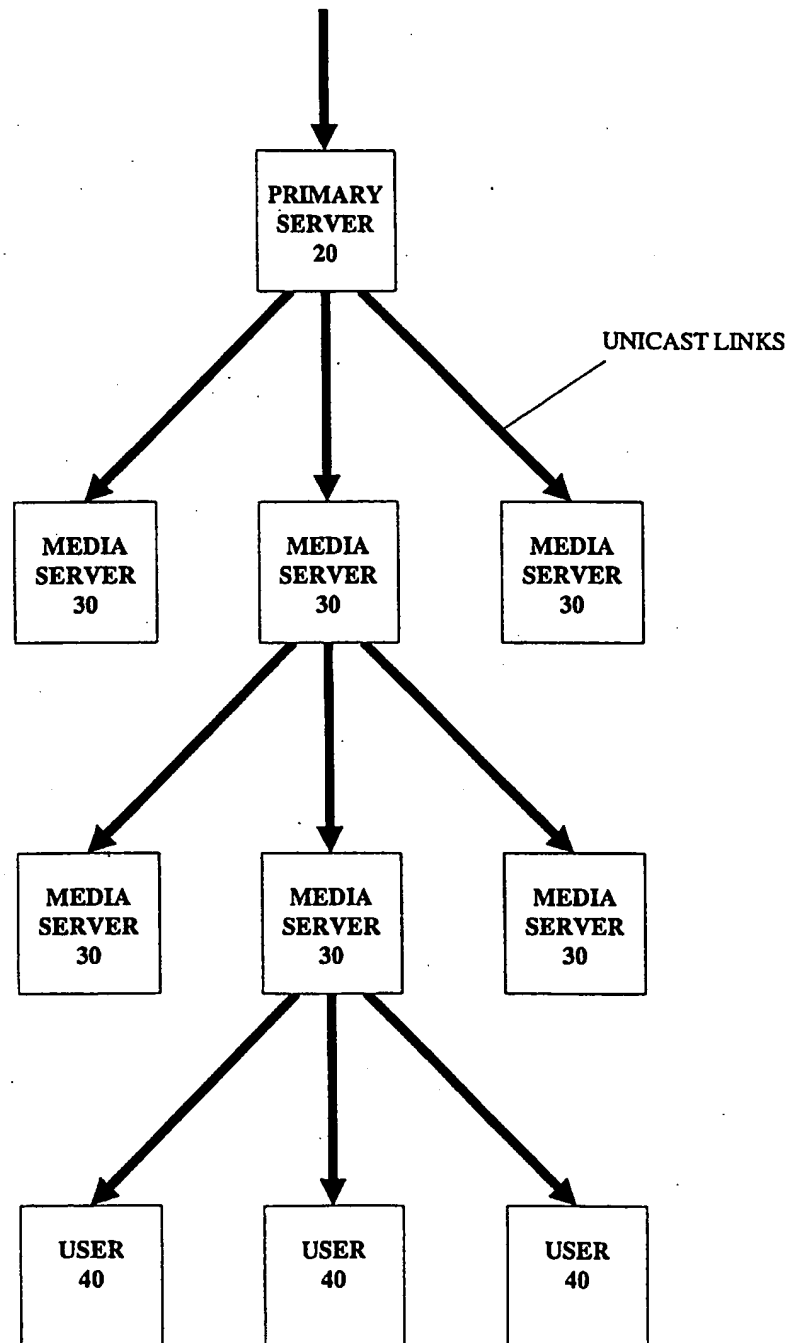 PRIMARY
SERVER
20
UNICAST LINKS
MEDIA
SERVER
30
MEDIA
SERVER
30
MEDIA
SERVER
30
MEDIA
SERVER
30
MEDIA
SERVER
30
MEDIA
SERVER
30
USER
40
USER
40
USER
40